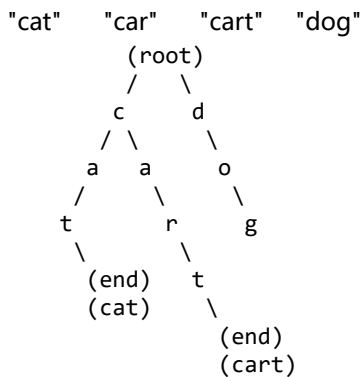 "cat" "car" "cart" "dog"
(root)
/ \
c d
/ \ \
a a o
/ \ \
t r g
\ \
(end) t
(cat) \
(end)
(cart)